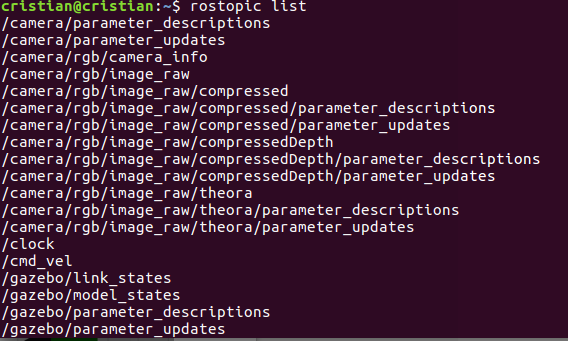 cristian@cristian:~$ rostopic list
/camera/parameter_descriptions
/camera/parameter_updates
/camera/rgb/camera_info
/camera/rgb/image_raw
/camera/rgb/image_raw/compressed
/camera/rgb/image_raw/compressed/parameter_descriptions
/camera/rgb/image_raw/compressed/parameter_updates
/camera/rgb/image_raw/compressedDepth
/camera/rgb/image_raw/compressedDepth/parameter_descriptions
/camera/rgb/image_raw/compressedDepth/parameter_updates
/camera/rgb/image_raw/theora
/camera/rgb/image_raw/theora/parameter_descriptions
/camera/rgb/image_raw/theora/parameter_updates
/clock
/cmd_vel
/gazebo/link_states
/gazebo/model_states
/gazebo/parameter_descriptions
/gazebo/parameter_updates